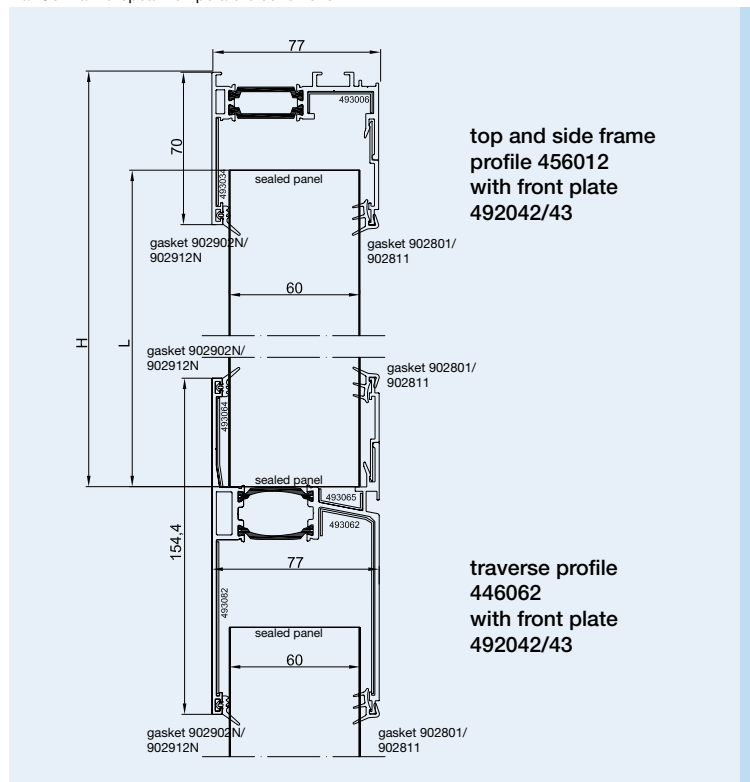 77
493006
70
493034
sealed panel
top and side frame
profile 456012
with front plate
492042/43
gasket 902902N/
902912N
gasket 902801/
902811
60
H
L
gasket 902902N/
902912N
gasket 902801/
902811
493064
sealed panel
493065
493062
154,4
77
493082
traverse profile
446062
with front plate
492042/43
sealed panel
60
gasket 902902N/
902912N
gasket 902801/
902811